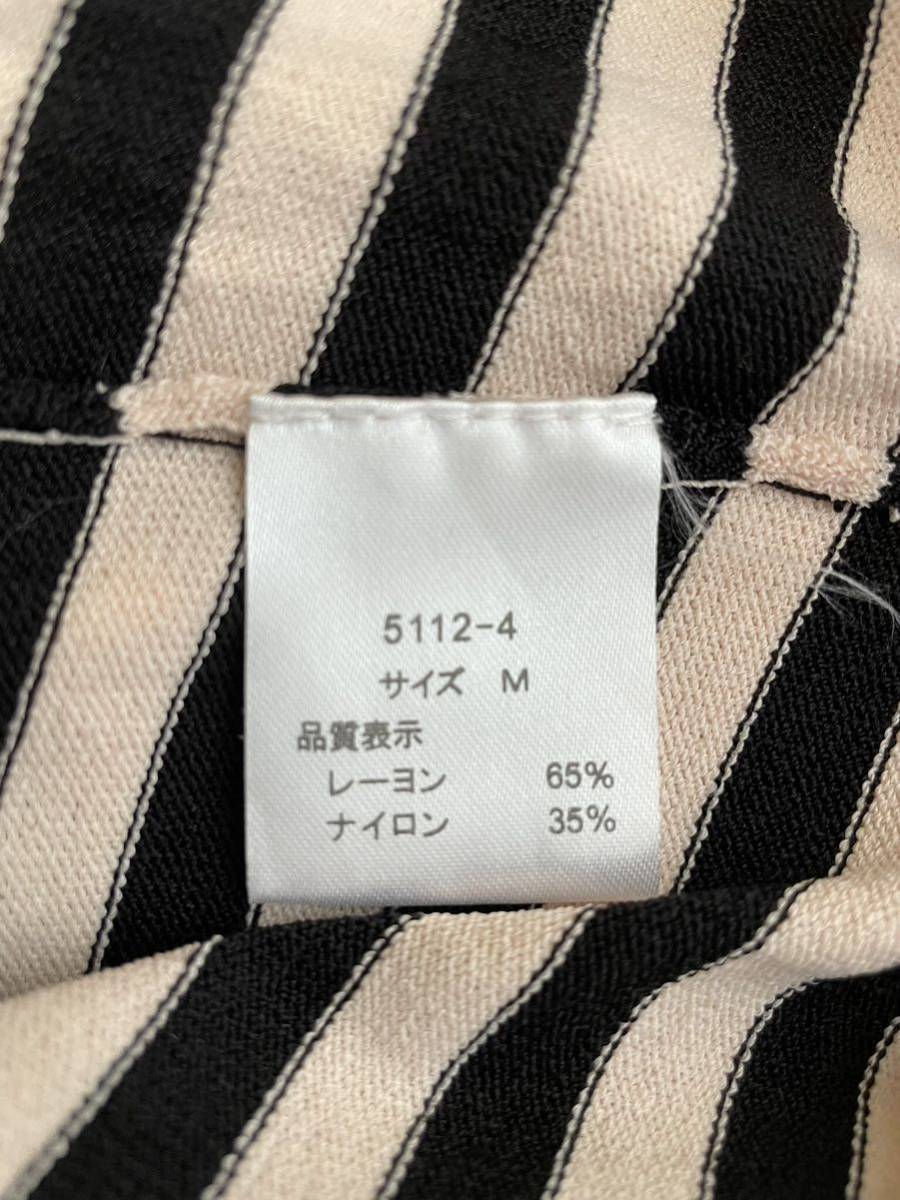 5112-4
サイズ M
品質表示
レーヨン 65%
ナイロン 35%